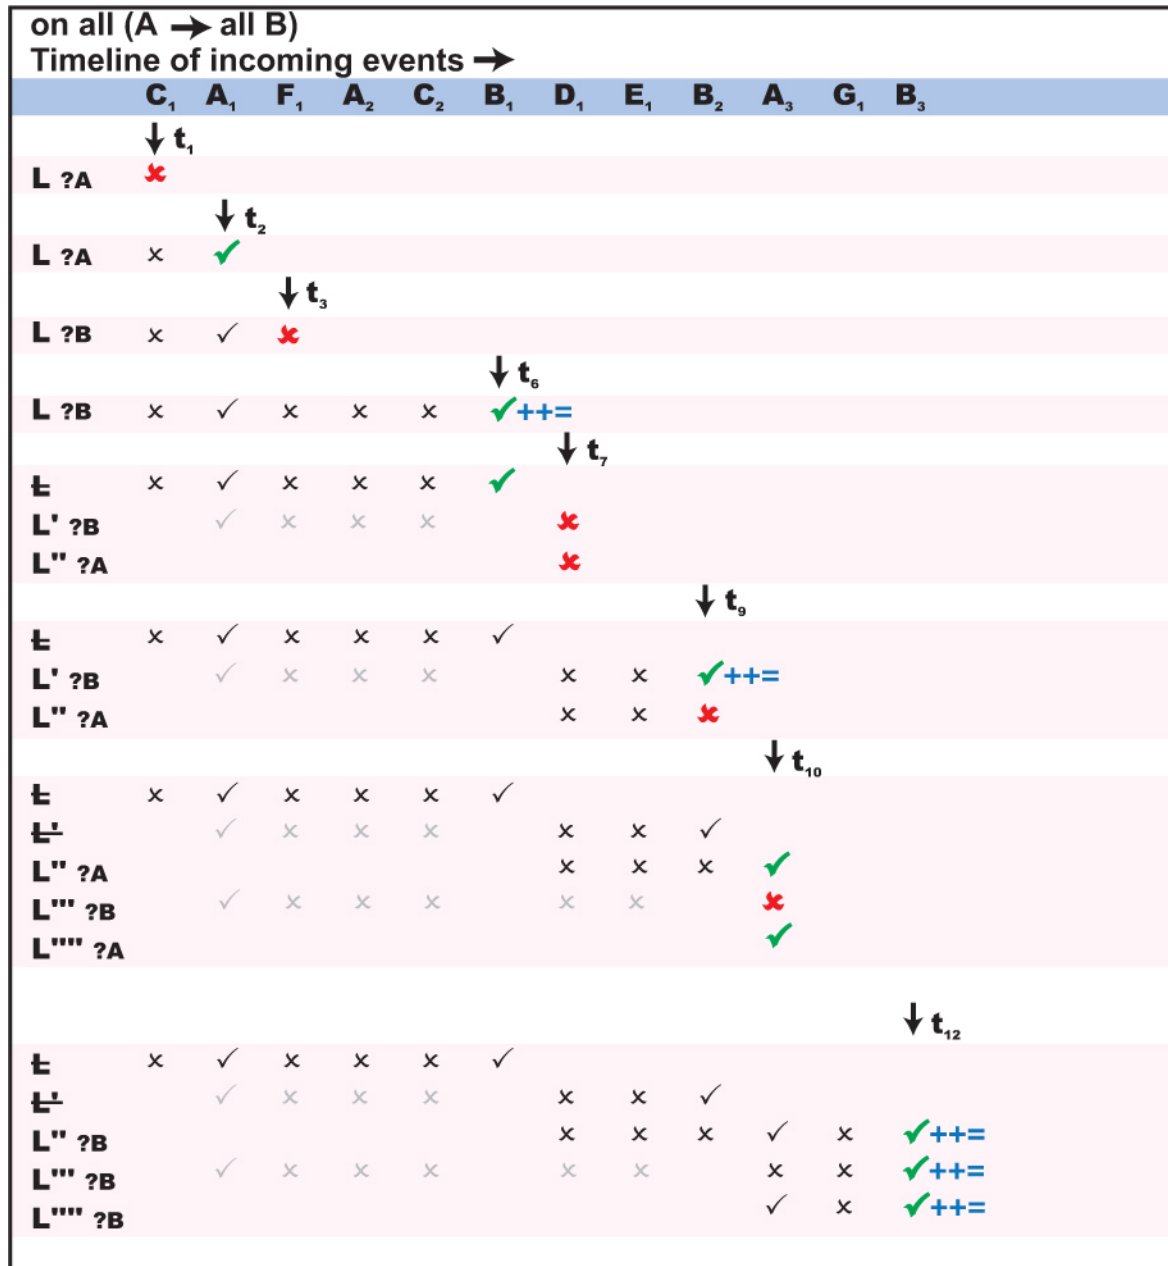 on all (A → all B)
Timeline of incoming events →
C₁ A₁ F₁ A₂ C₂ B₁ D₁ E₁ B₂ A₃ G₁ B₃
↓ t₁
L ?A ✗
↓ t₂
L ?A ✗ ✓
↓ t₃
L ?B ✗ ✓ ✗
↓ t₆
L ?B ✗ ✓ ✗ ✗ ✗ ✓++=
↓ t₇
L ✗ ✓ ✗ ✗ ✗ ✓
L' ?B ✓ ✗ ✗ ✗ ✗
L'' ?A ✗
↓ t₉
L ✗ ✓ ✗ ✗ ✗ ✓
L' ?B ✓ ✗ ✗ ✗ ✗ ✗ ✓++=
L'' ?A ✗ ✗ ✗
↓ t₁₀
L ✗ ✓ ✗ ✗ ✗ ✓
L' ✓ ✗ ✗ ✗ ✗ ✗ ✓
L'' ?A ✗ ✗ ✗ ✓
L''' ?B ✓ ✗ ✗ ✗ ✗ ✗ ✗
L'''' ?A ✓
↓ t₁₂
L ✗ ✓ ✗ ✗ ✗ ✓
L' ✓ ✗ ✗ ✗ ✗ ✗ ✓
L'' ?B ✗ ✗ ✗ ✓ ✗ ✓++=
L''' ?B ✓ ✗ ✗ ✗ ✗ ✗ ✗ ✗ ✓++=
L'''' ?B ✓ ✗ ✓++=